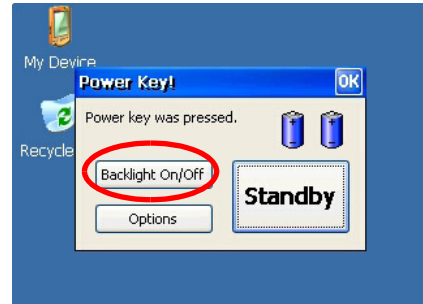 My Device
Power Key!
OK
Power key was pressed.
Recycle
Backlight On/Off
Standby
Options